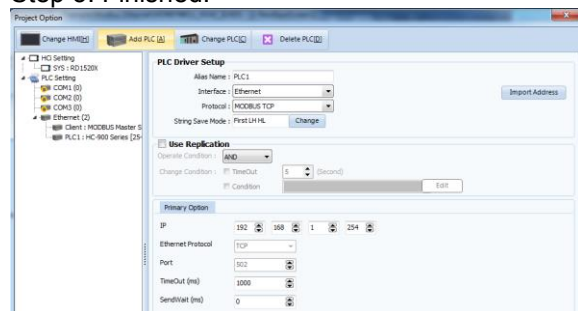 Step 6: Finished.
Project Option
Change HMI[H]
Add PLC [A]
Change PLC[C]
Delete PLC[D]
HO Setting
SYS : RD1520X
PLC Setting
COM1 (0)
COM2 (0)
COM3 (0)
Ethernet (2)
Client : MODBUS Master S
PLC1 : HC-900 Series [25
PLC Driver Setup
Alias Name : PLC1
Interface : Ethernet
Protocol : MODBUS TCP
String Save Mode : First LH HL Change
Import Address
Use Replication
Operate Condition : AND
Change Condition : TimeOut 5 (Second)
Condition Edit
Primary Option
IP 192 168 1 254
Ethernet Protocol TCP
Port 502
TimeOut (ms) 1000
SendWait (ms) 0